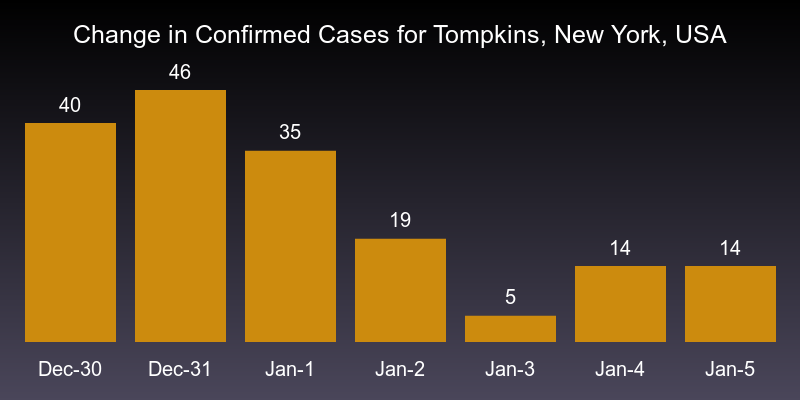 Change in Confirmed Cases for Tompkins, New York, USA
40 46 35 19 5 14 14
Dec-30 Dec-31 Jan-1 Jan-2 Jan-3 Jan-4 Jan-5